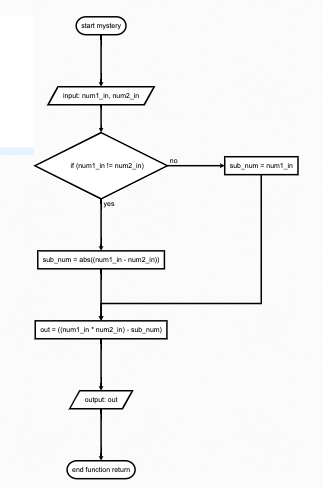 start mystery
input: num1_in, num2_in
if (num1_in != num2_in)
no
sub_num = num1_in
yes
sub_num = abs((num1_in - num2_in))
out = ((num1_in * num2_in) - sub_num)
output: out
end function return